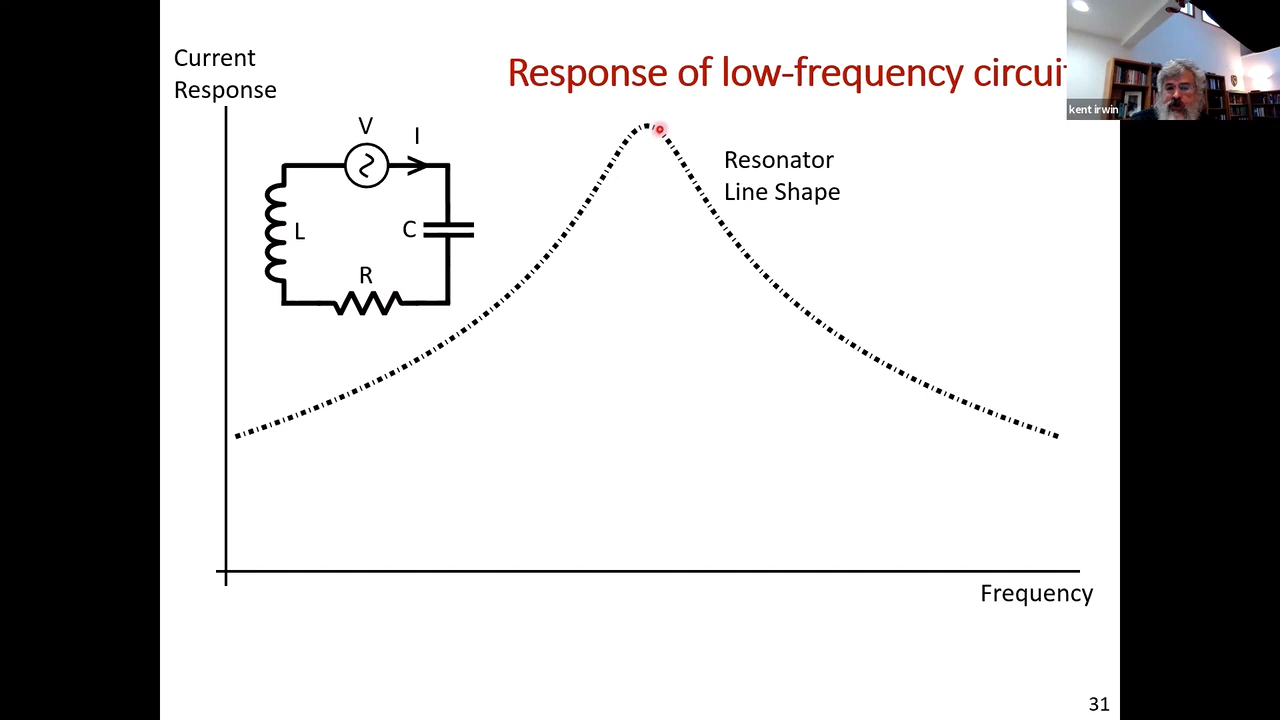 Current
Response
Response of low-frequency circuit
kent irwin
V
I
L
C
R
Resonator
Line Shape
Frequency
31